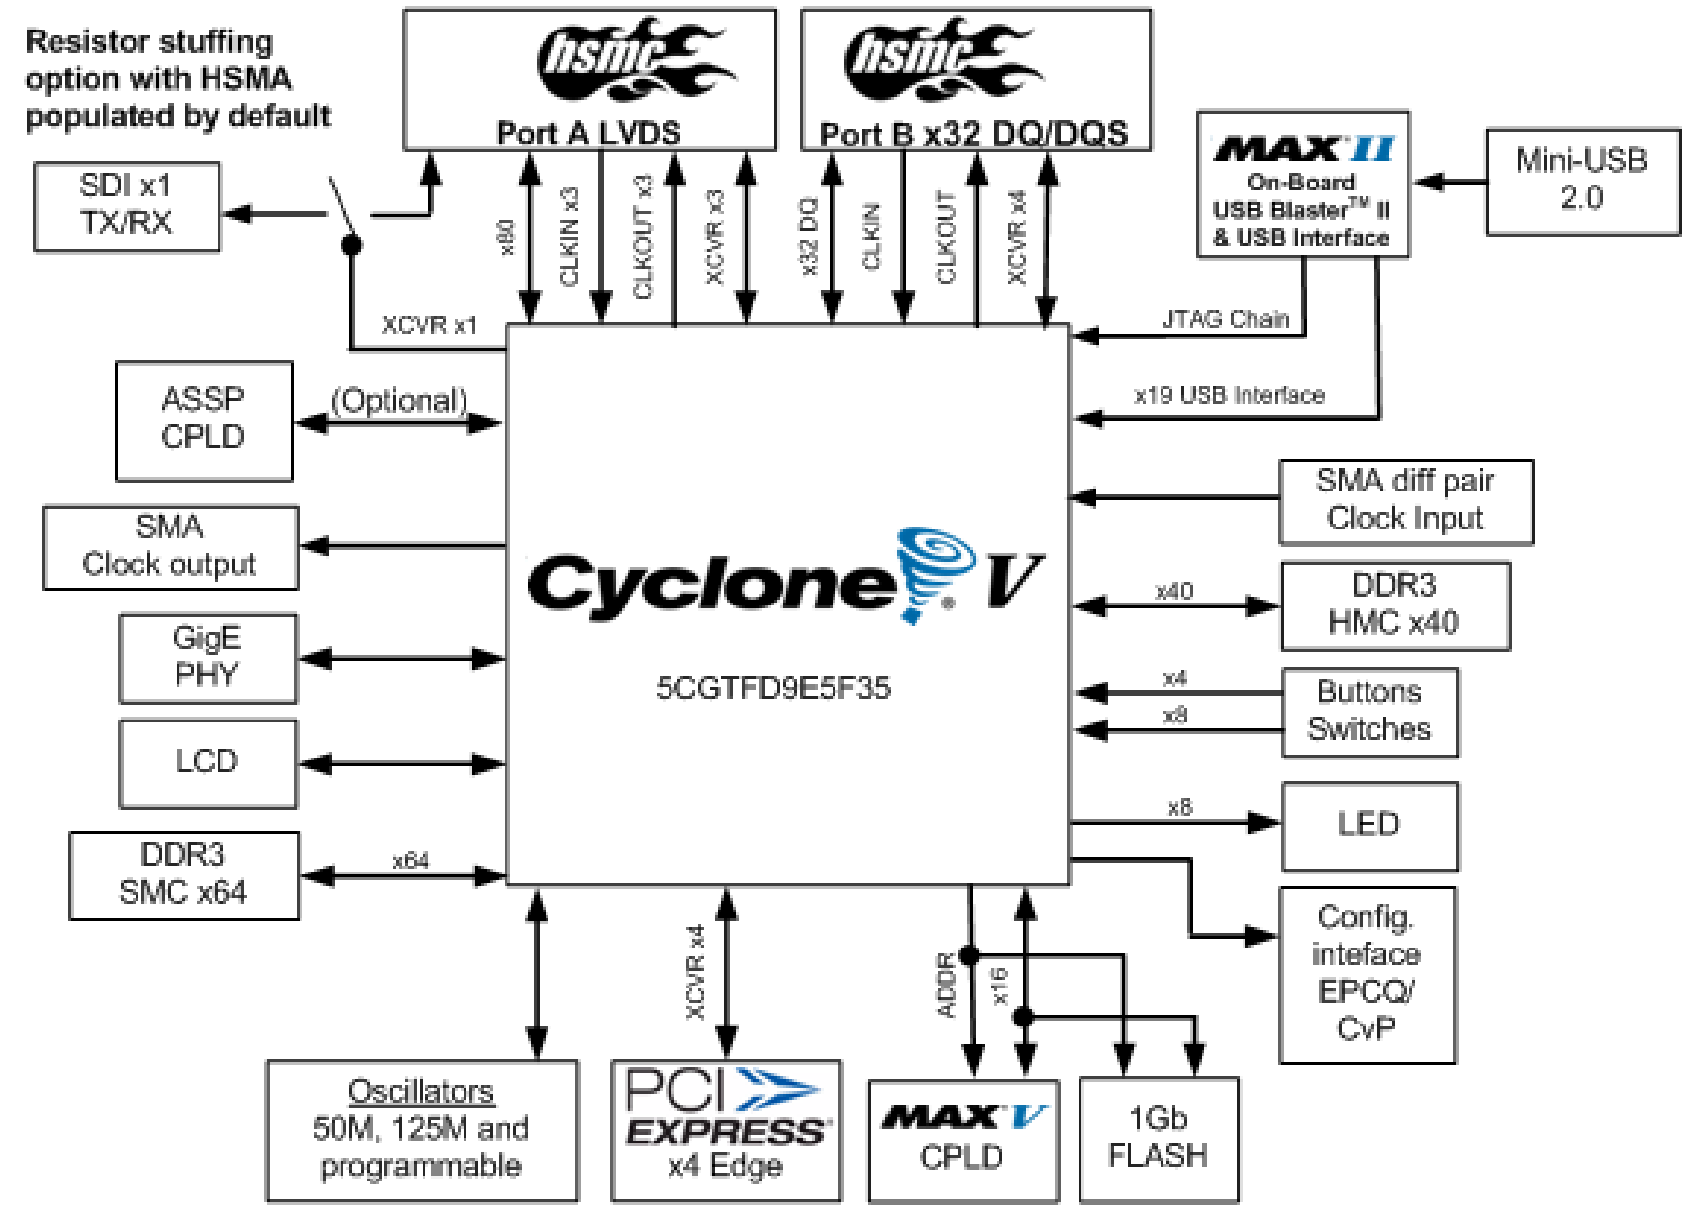 Resistor stuffing
option with HSMA
populated by default
hsmc
Port A LVDS
hsmc
Port B x32 DQ/DQS
MAX II
On-Board
USB Blaster™ II
& USB Interface
Mini-USB
2.0
SDI x1
TX/RX
x80
CLKIN x3
CLKOUT x3
XCVR x3
x32 DQ
CLKIN
CLKOUT
XCVR x4
XCVR x1
JTAG Chain
x19 USB Interface
ASSP
CPLD
(Optional)
SMA diff pair
Clock Input
SMA
Clock output
Cyclone® V
5CGTFD9E5F35
x40
DDR3
HMC x40
GigE
PHY
x4
x8
Buttons
Switches
LCD
x8
LED
DDR3
SMC x64
x64
Config.
inteface
EPCQ/
CvP
XCVR x4
ADDR
x16
Oscillators
50M, 125M and
programmable
PCI
EXPRESS®
x4 Edge
MAX® V
CPLD
1Gb
FLASH